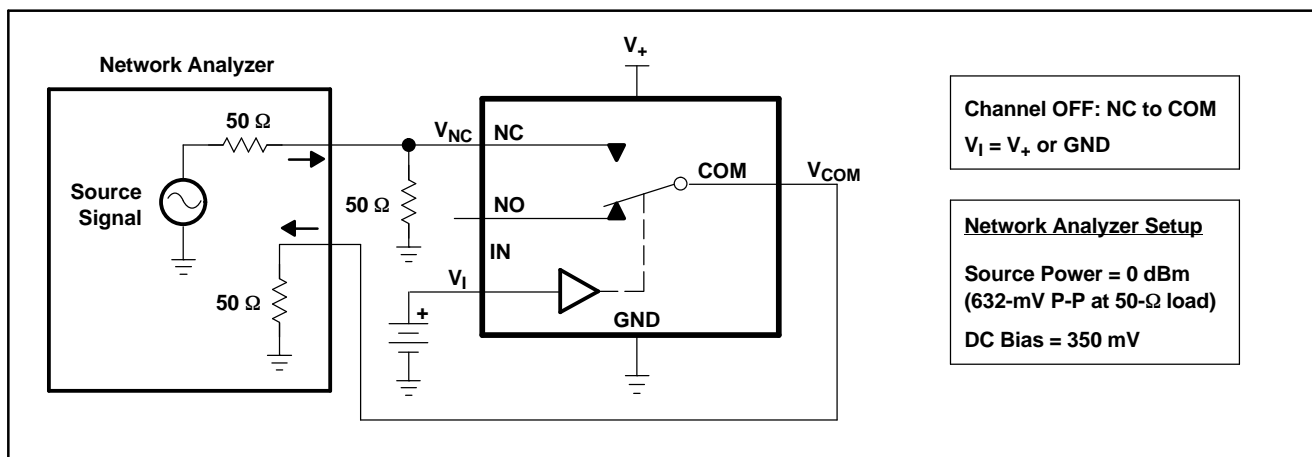 Network Analyzer
50 Ω
Source
Signal
50 Ω
50 Ω
V+
VNC
NC
NO
IN
VI
+
GND
COM
VCOM
Channel OFF: NC to COM
VI = V+ or GND
Network Analyzer Setup
Source Power = 0 dBm
(632-mV P-P at 50-Ω load)
DC Bias = 350 mV